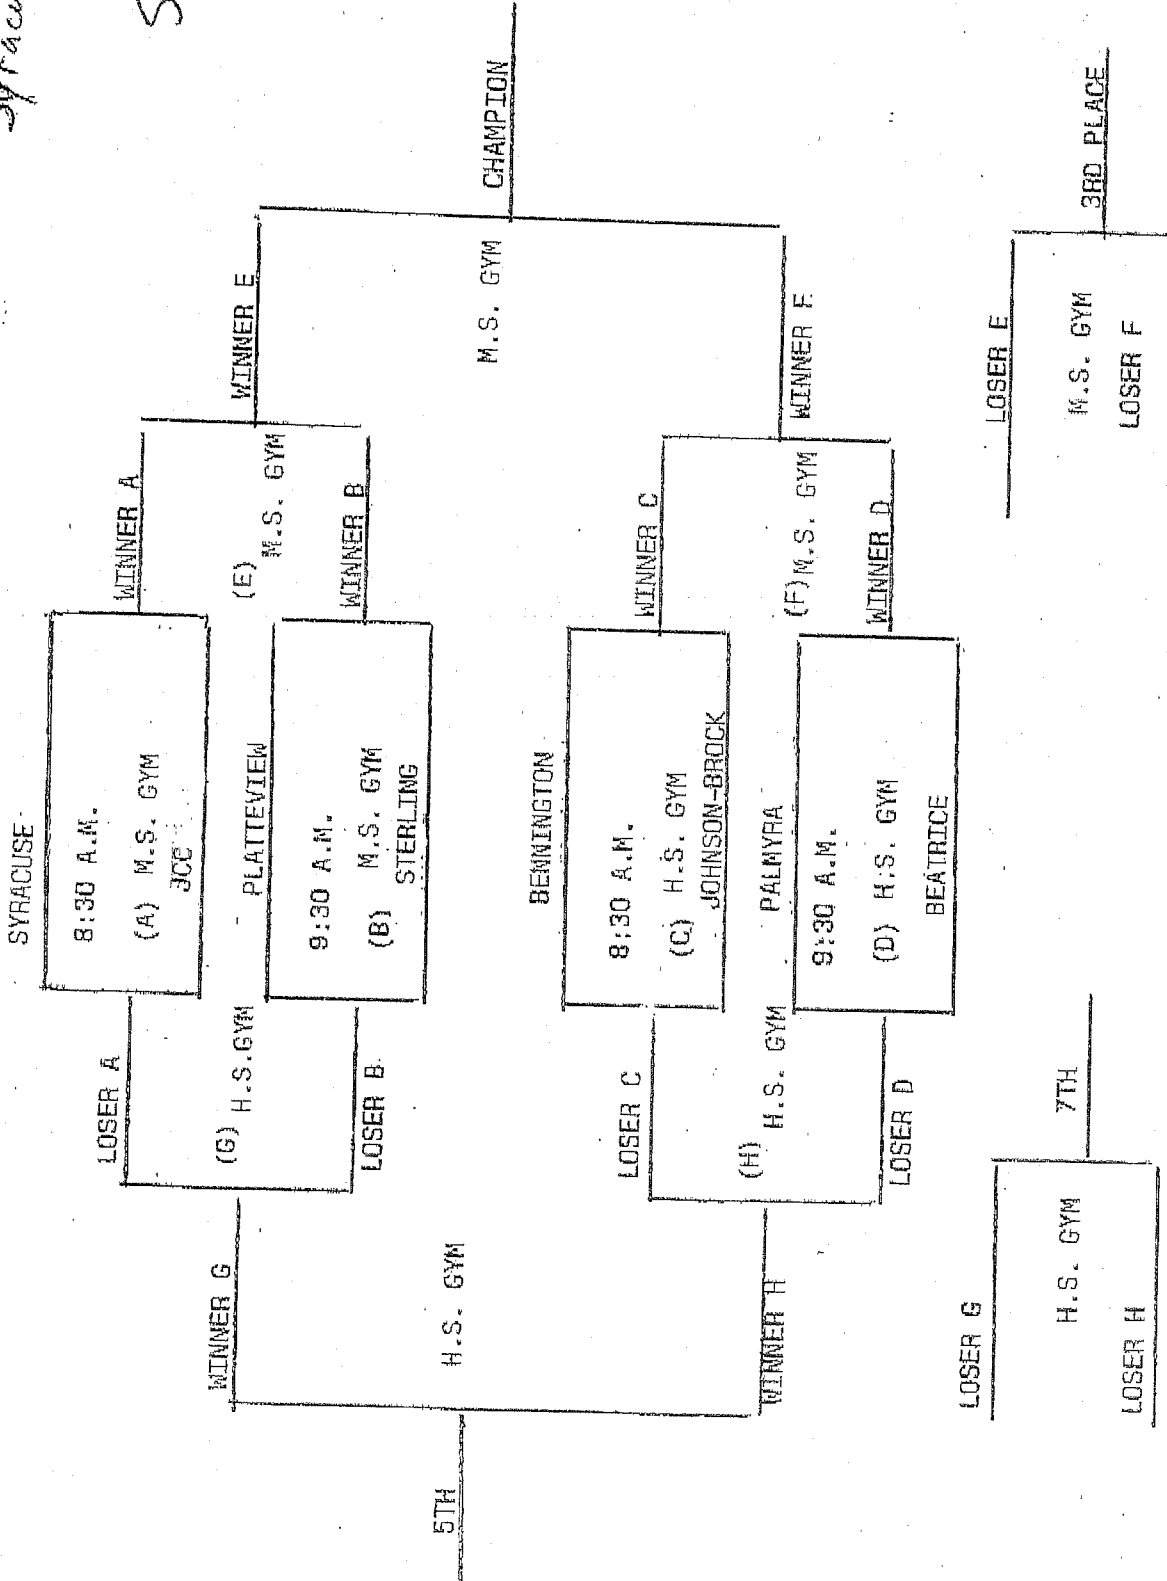 SYRACUSE
8:30 A.M.
(A) M.S. GYM
JCC
WINNER A
LOSER A
(E) M.S. GYM
WINNER E
(G) H.S.GYM
WINNER G
PLATTEVIEW
9:30 A.M.
(B) M.S. GYM
STERLING
WINNER B
LOSER B
M.S. GYM
CHAMPION
H.S. GYM
5TH
BENNINGTON
8:30 A.M.
(C) H.S. GYM
JOHNSON-BROCK
WINNER C
LOSER C
(F) M.S. GYM
WINNER F
(H) H.S. GYM
WINNER H
PALMYRA
9:30 A.M.
(D) H.S. GYM
BEATRICE
WINNER D
LOSER D
LOSER G
H.S. GYM
7TH
LOSER H
LOSER E
M.S. GYM
3RD PLACE
LOSER F